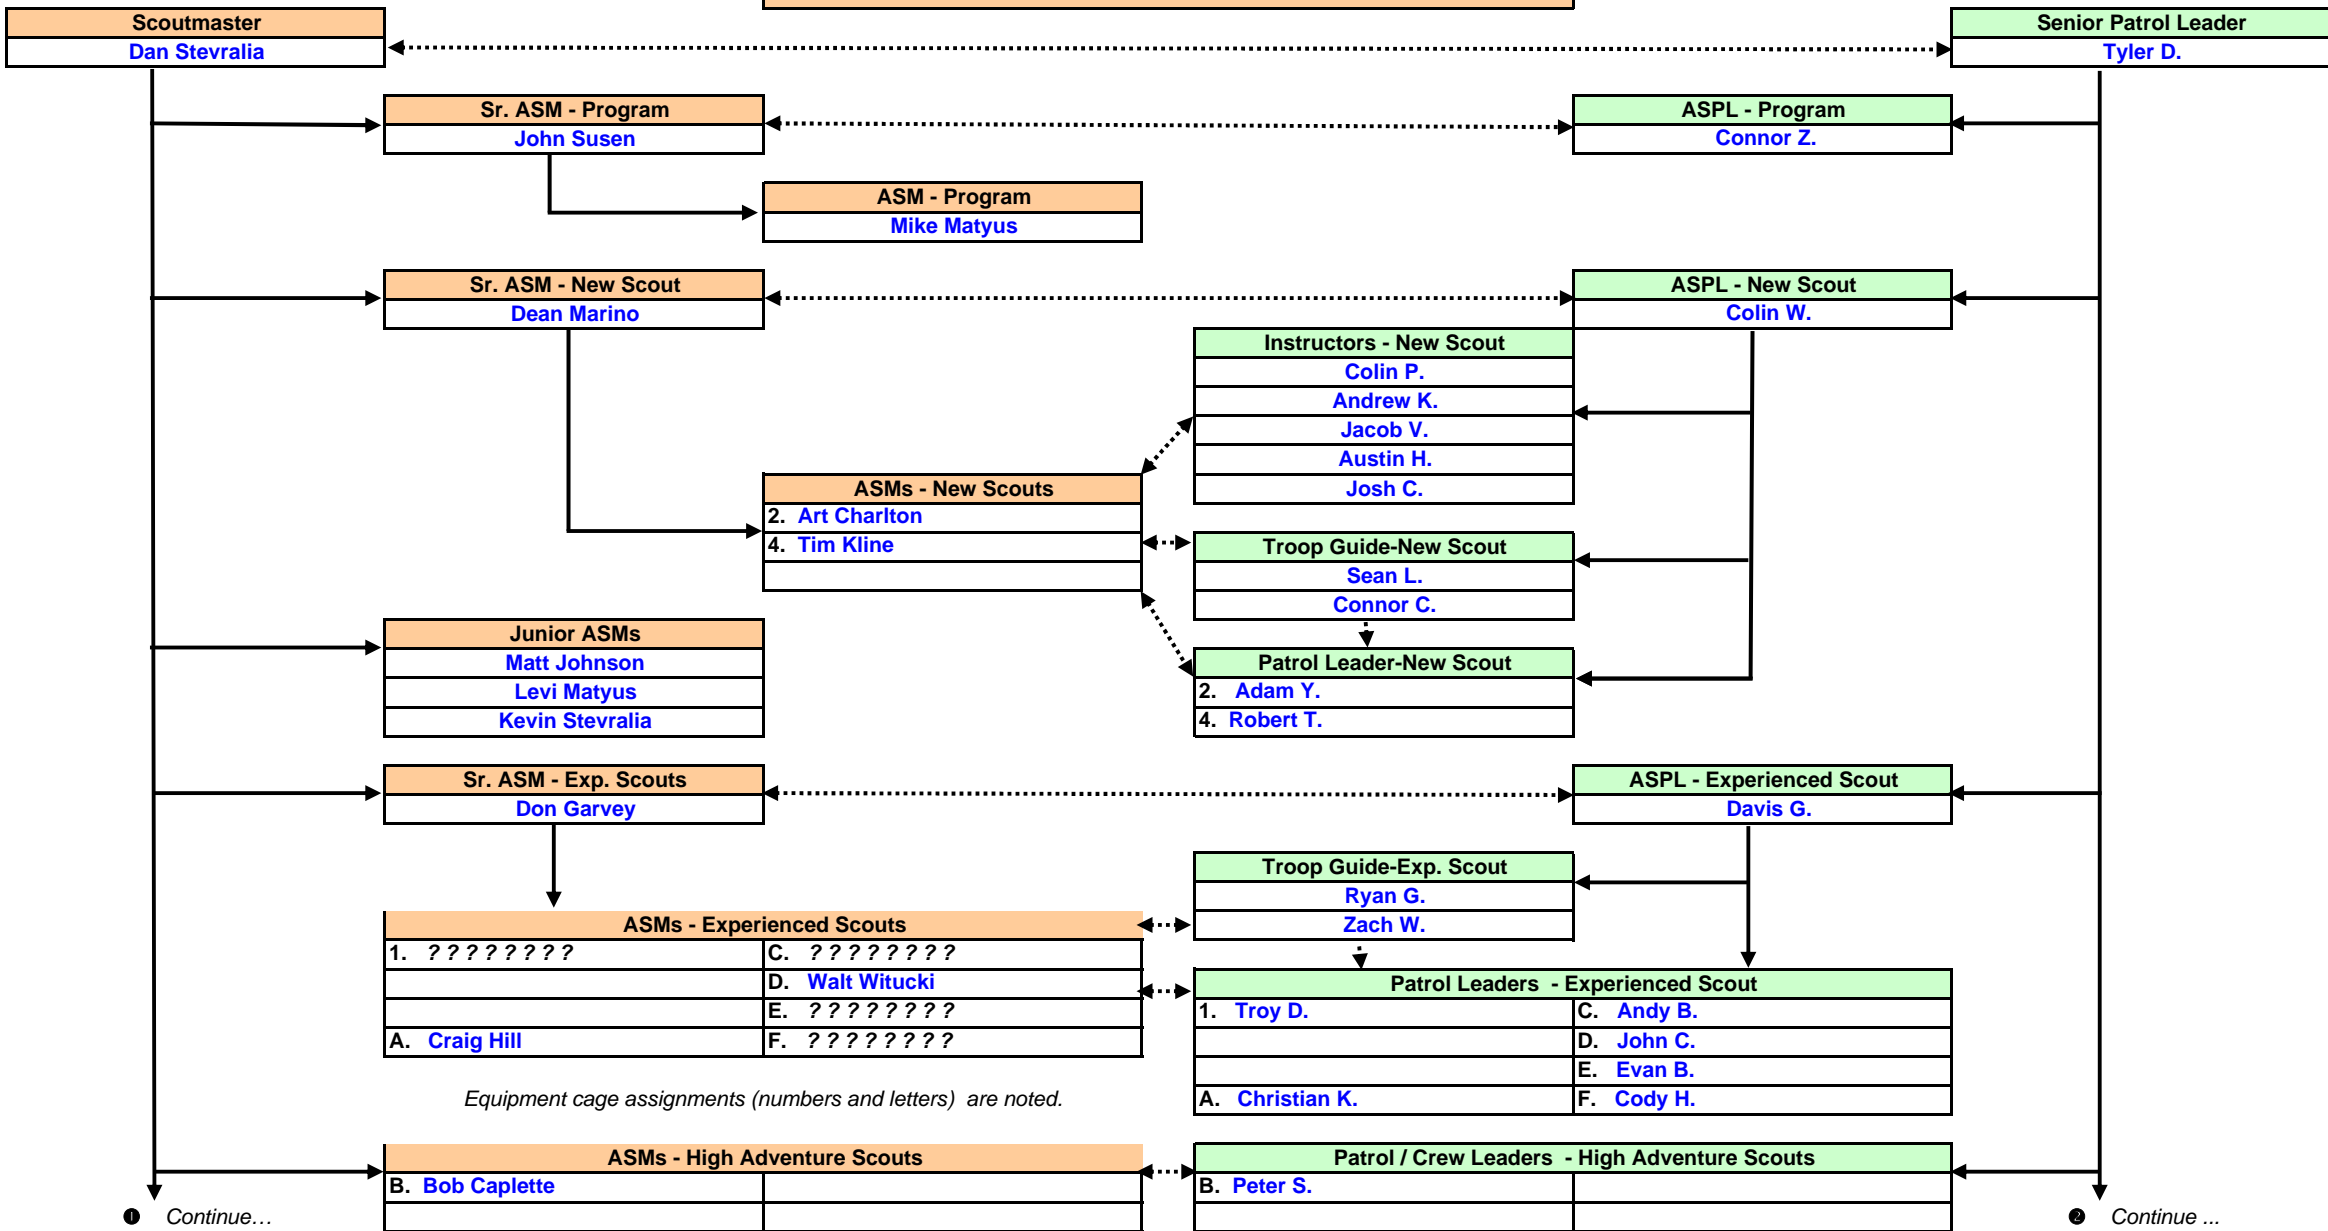 Scoutmaster
Dan Stevralia
Senior Patrol Leader
Tyler D.
Sr. ASM - Program
John Susen
ASPL - Program
Connor Z.
ASM - Program
Mike Matyus
Sr. ASM - New Scout
Dean Marino
ASPL - New Scout
Colin W.
Instructors - New Scout
Colin P.
Andrew K.
Jacob V.
Austin H.
Josh C.
ASMs - New Scouts
2. Art Charlton
4. Tim Kline
Troop Guide-New Scout
Sean L.
Connor C.
Junior ASMs
Matt Johnson
Levi Matyus
Kevin Stevralia
Patrol Leader-New Scout
2. Adam Y.
4. Robert T.
Sr. ASM - Exp. Scouts
Don Garvey
ASPL - Experienced Scout
Davis G.
Troop Guide-Exp. Scout
Ryan G.
Zach W.
ASMs - Experienced Scouts
1. ? ? ? ? ? ? ? ? C. ? ? ? ? ? ? ? ?
D. Walt Witucki
E. ? ? ? ? ? ? ? ?
A. Craig Hill F. ? ? ? ? ? ? ? ?
Patrol Leaders - Experienced Scout
1. Troy D. C. Andy B.
D. John C.
E. Evan B.
A. Christian K. F. Cody H.
Equipment cage assignments (numbers and letters) are noted.
ASMs - High Adventure Scouts
B. Bob Caplette
Patrol / Crew Leaders - High Adventure Scouts
B. Peter S.
❶ Continue…
❷ Continue ...